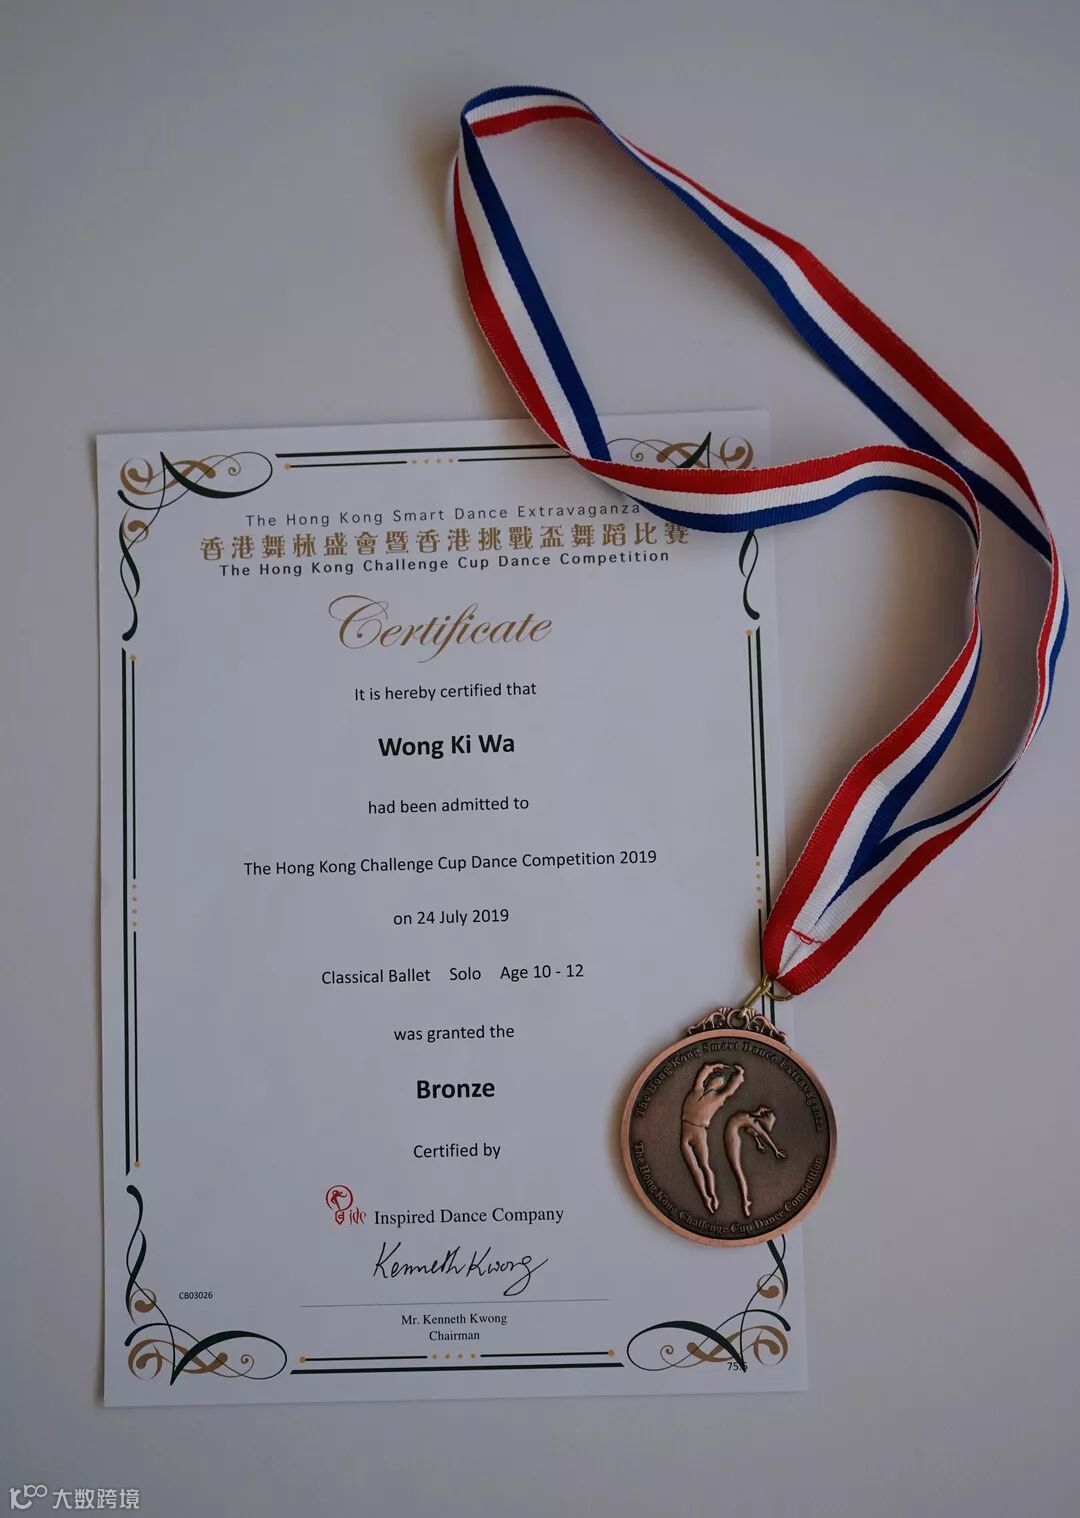 The Hong Kong Smart Dance Extravaganza
香港舞林盛會暨香港挑戰盃舞蹈比賽
The Hong Kong Challenge Cup Dance Competition
Certificate
It is hereby certified that
Wong Ki Wa
had been admitted to
The Hong Kong Challenge Cup Dance Competition 2019
on 24 July 2019
Classical Ballet Solo Age 10 - 12
was granted the
Bronze
Certified by
idc Inspired Dance Company
Kenneth Kwong
Mr. Kenneth Kwong
Chairman
CB03026
75.5
The Hong Kong Smart Dance Extravaganza
The Hong Kong Challenge Cup Dance Competition
大数跨境